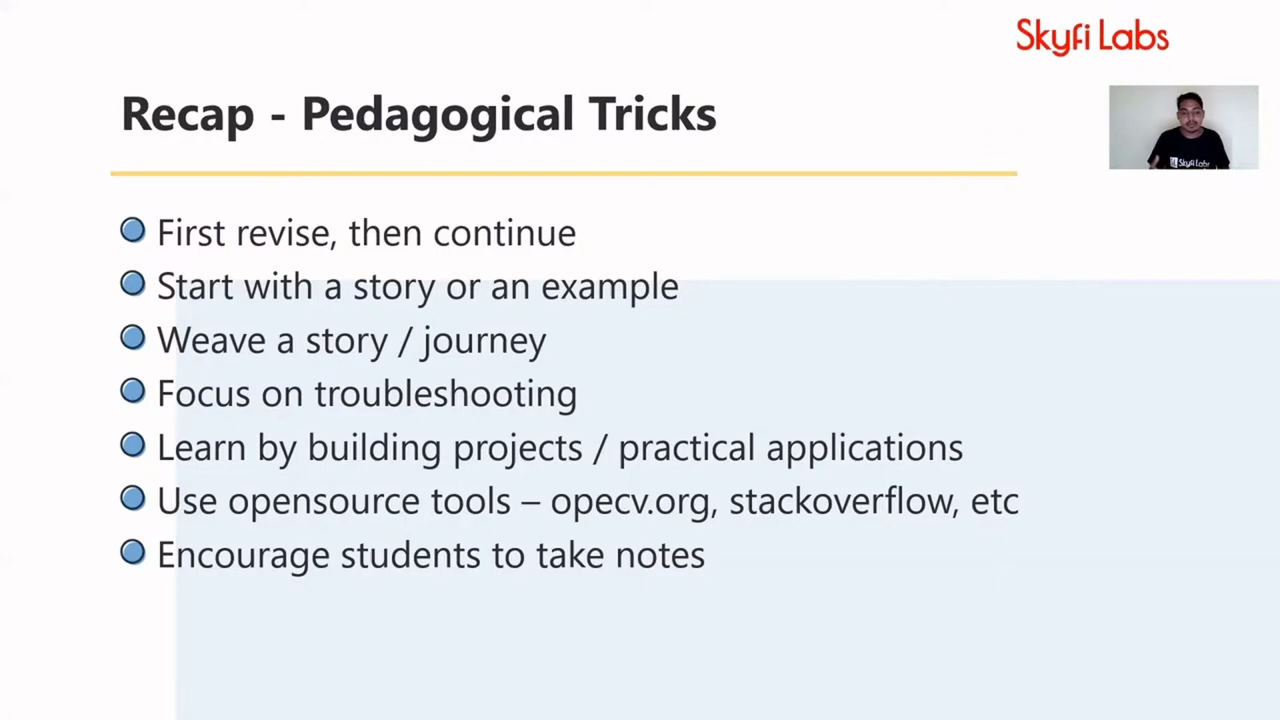 Skyfi Labs
Recap - Pedagogical Tricks
Skyfi Labs
First revise, then continue
Start with a story or an example
Weave a story / journey
Focus on troubleshooting
Learn by building projects / practical applications
Use opensource tools – opecv.org, stackoverflow, etc
Encourage students to take notes